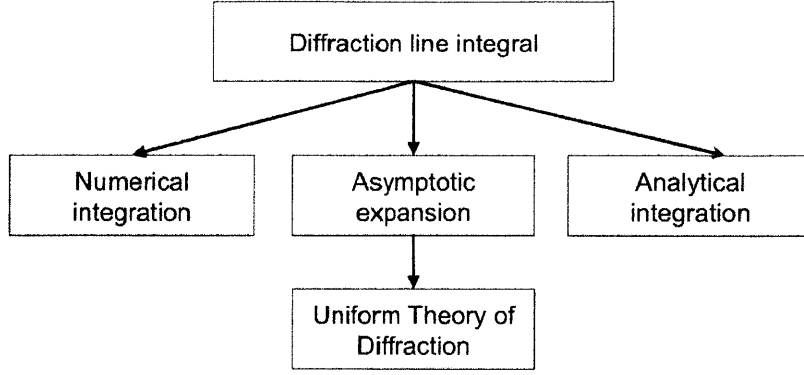 Diffraction line integral
Numerical
integration
Asymptotic
expansion
Analytical
integration
Uniform Theory of
Diffraction